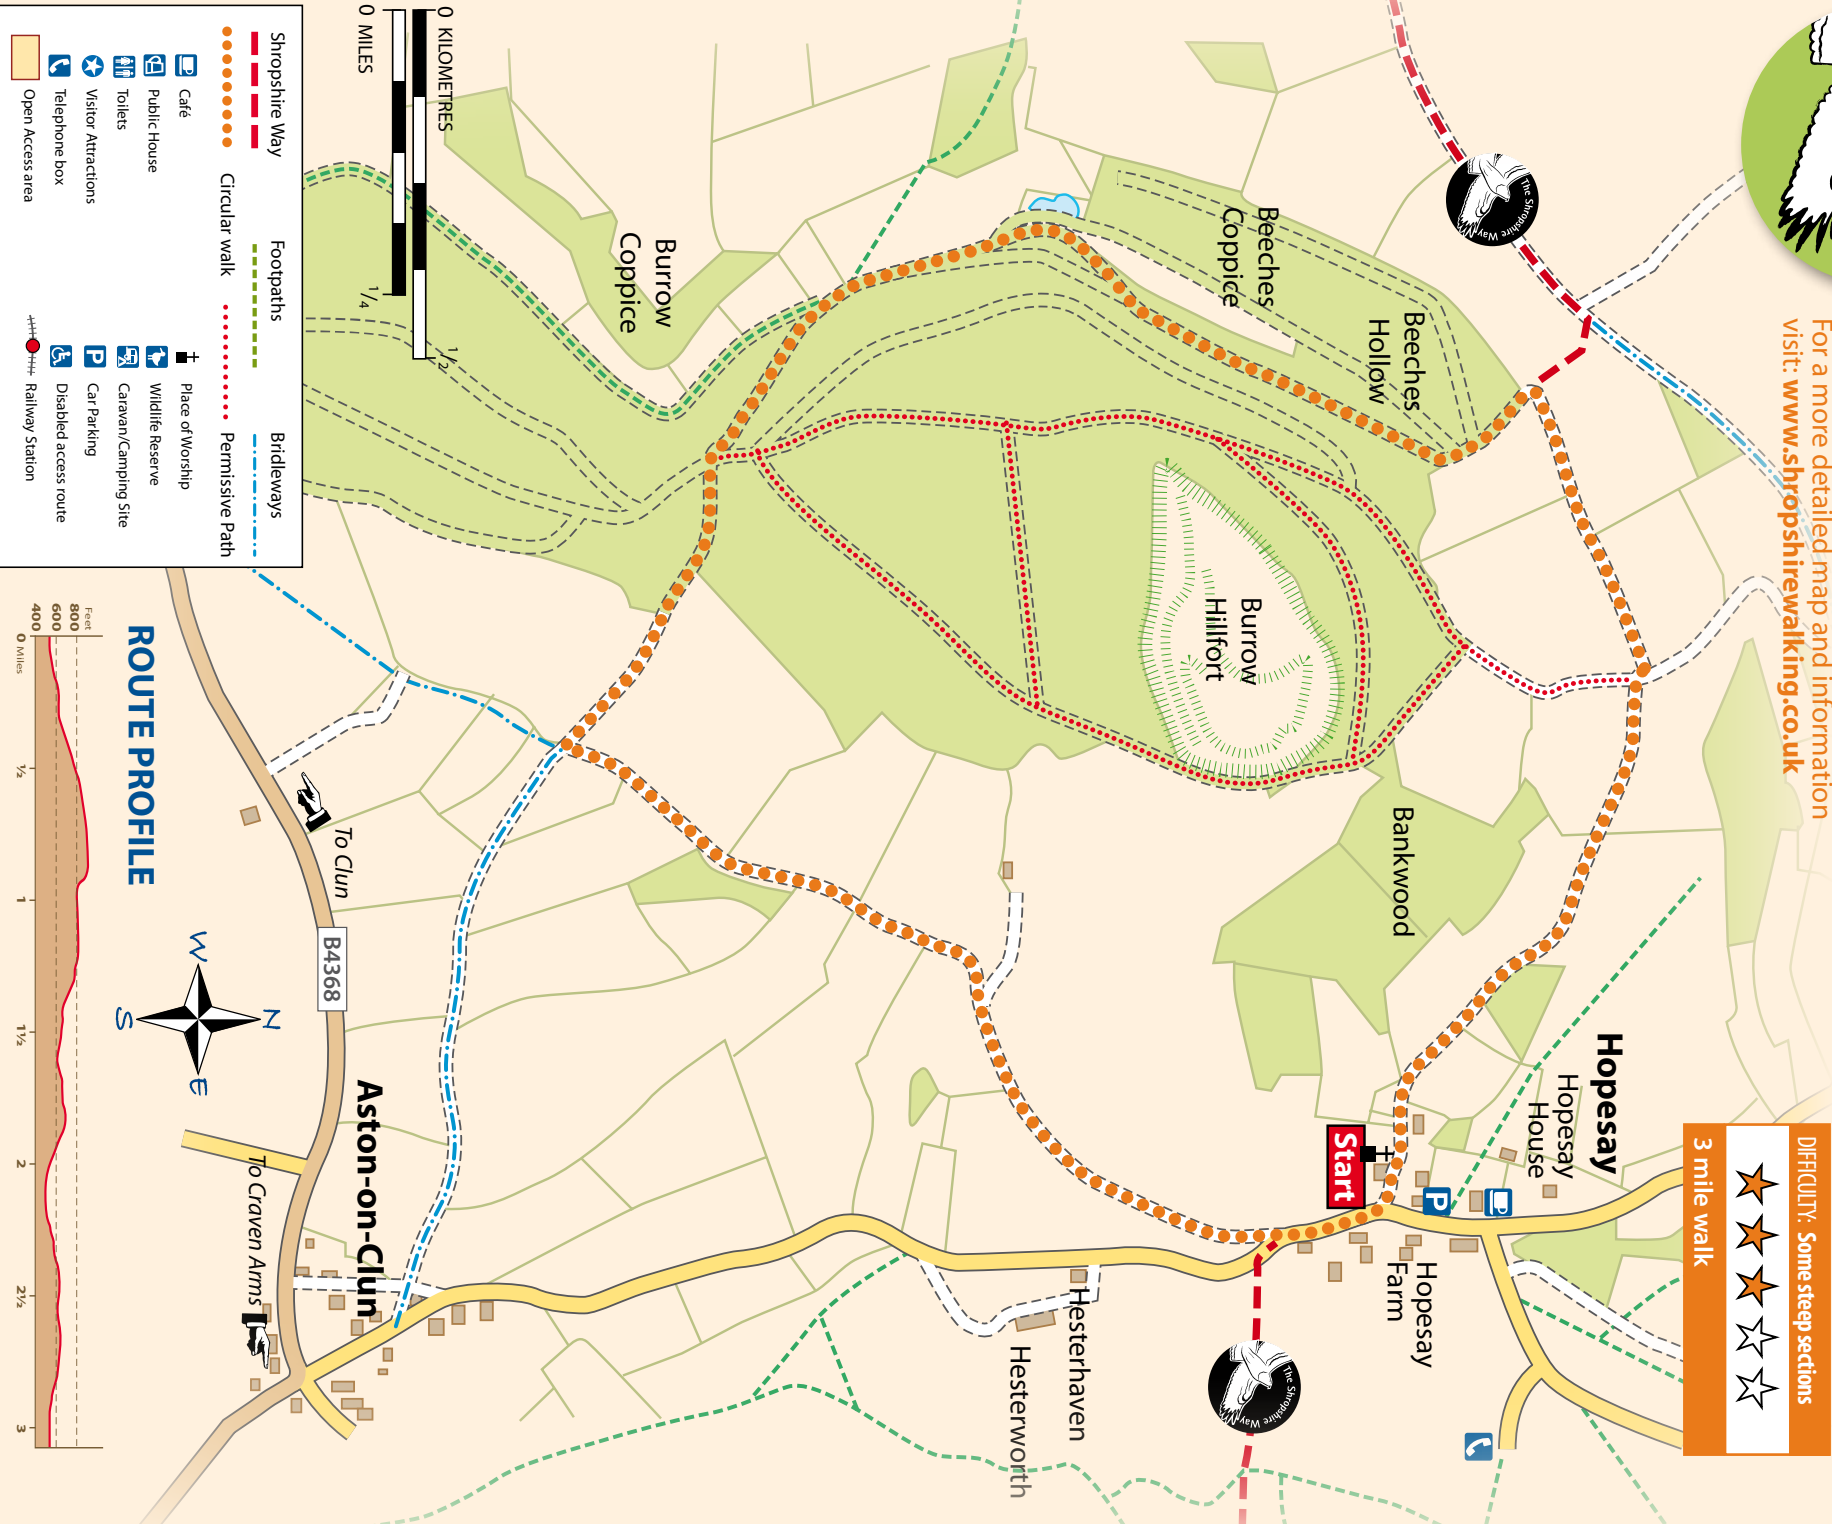 For a more detailed map and information
visit: www.shropshirewalking.co.uk
DIFFICULTY: Some steep sections
3 mile walk
The Shropshire Way
Beeches
Hollow
Beeches
Coppice
Burrow
Coppice
Burrow
Hillfort
Bankwood
Hopesay
Hopesay
House
Start
P
Hopesay
Farm
The Shropshire Way
Hesterhaven
Hesterworth
To Clun
B4368
Aston-on-Clun
To Craven Arms
N
E
S
W
0 KILOMETRES
1/2
0 MILES
1/4
Shropshire Way
Footpaths
Bridleways
Circular walk
Permissive Path
Café
Public House
Toilets
Visitor Attractions
Telephone box
Open Access area
Place of Worship
Wildlife Reserve
Caravan/Camping Site
P Car Parking
Disabled access route
Railway Station
ROUTE PROFILE
Feet
800
600
400
0 Miles
½
1
1½
2
2½
3